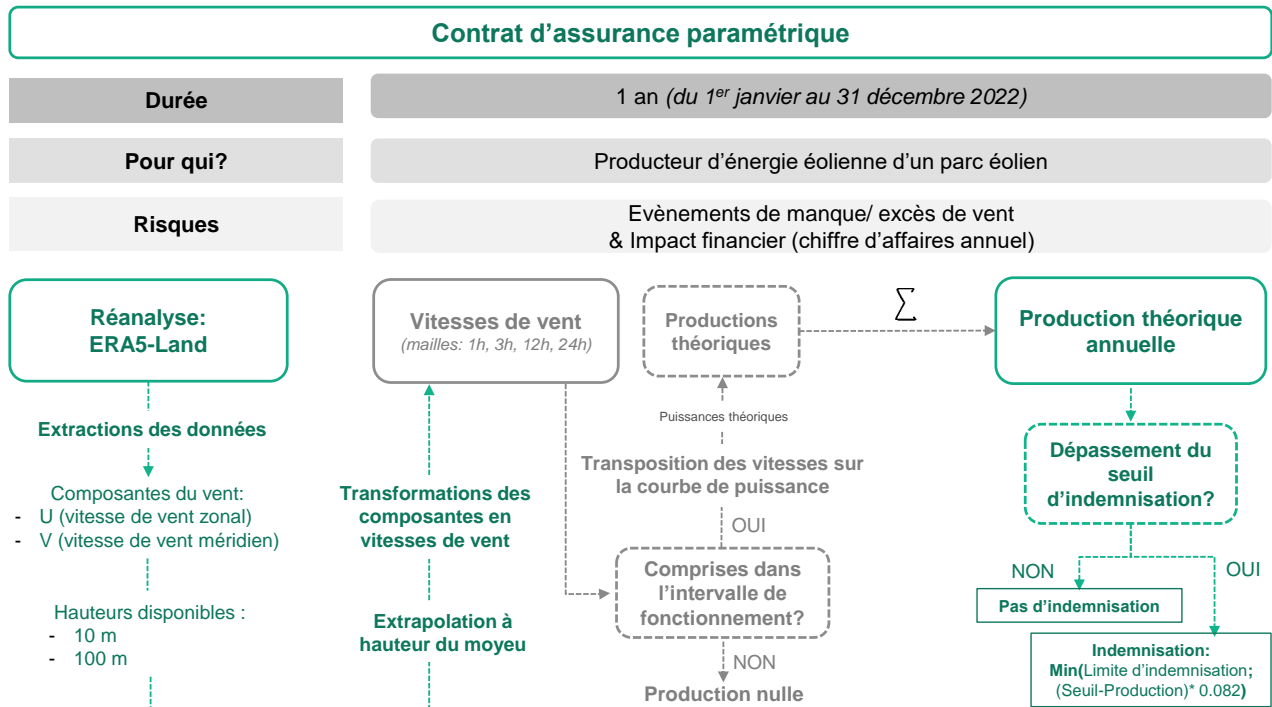 Contrat d'assurance paramétrique
Durée
1 an (du 1er janvier au 31 décembre 2022)
Pour qui?
Producteur d'énergie éolienne d'un parc éolien
Risques
Evènements de manque/ excès de vent
& Impact financier (chiffre d'affaires annuel)
Réanalyse:
ERA5-Land
Extractions des données
Composantes du vent:
- U (vitesse de vent zonal)
- V (vitesse de vent méridien)
Hauteurs disponibles :
- 10 m
- 100 m
Vitesses de vent
(mailles: 1h, 3h, 12h, 24h)
Transformations des
composantes en
vitesses de vent
Extrapolation à
hauteur du moyeu
Productions
théoriques
Puissances théoriques
Transposition des vitesses sur
la courbe de puissance
OUI
Comprises dans
l'intervalle de
fonctionnement?
NON
Production nulle
∑
Production théorique
annuelle
Dépassement du
seuil
d'indemnisation?
NON
OUI
Pas d'indemnisation
Indemnisation:
Min(Limite d'indemnisation;
(Seuil-Production)* 0.082)